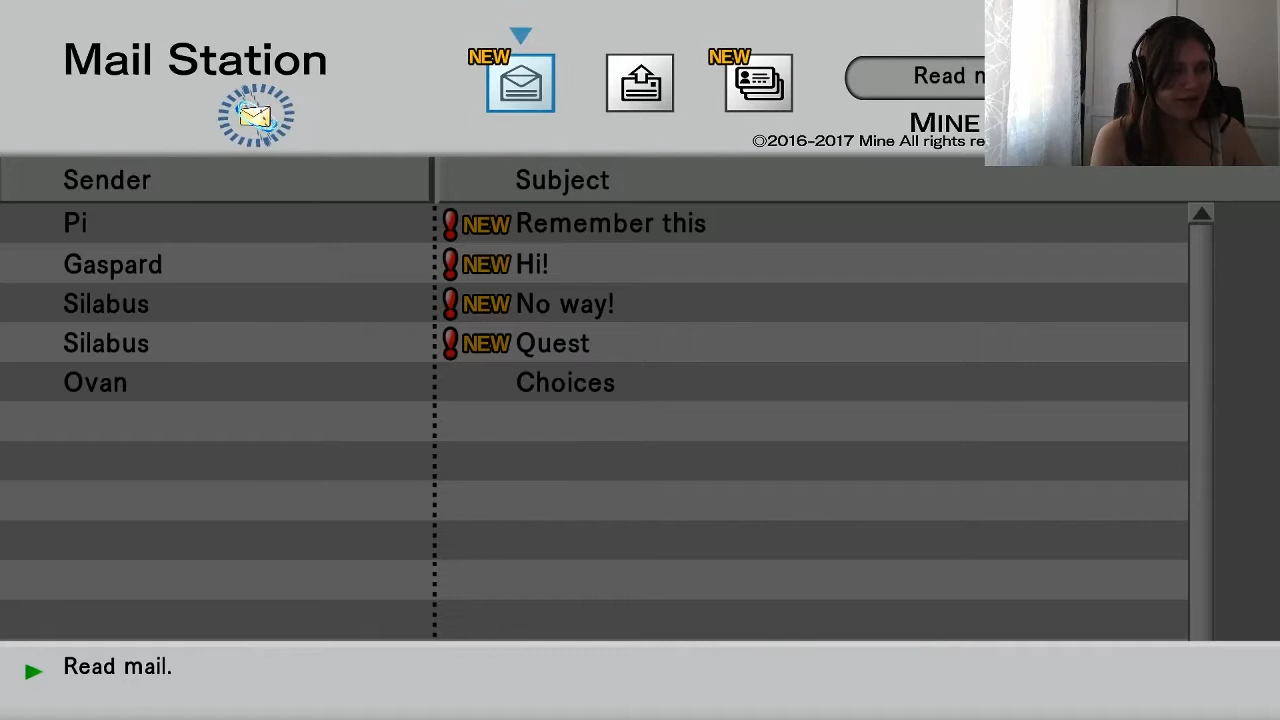 Mail Station
NEW
NEW
Read m
MINE
©2016-2017 Mine All rights re
Sender Subject
Pi NEW Remember this
Gaspard NEW Hi!
Silabus NEW No way!
Silabus NEW Quest
Ovan Choices
Read mail.